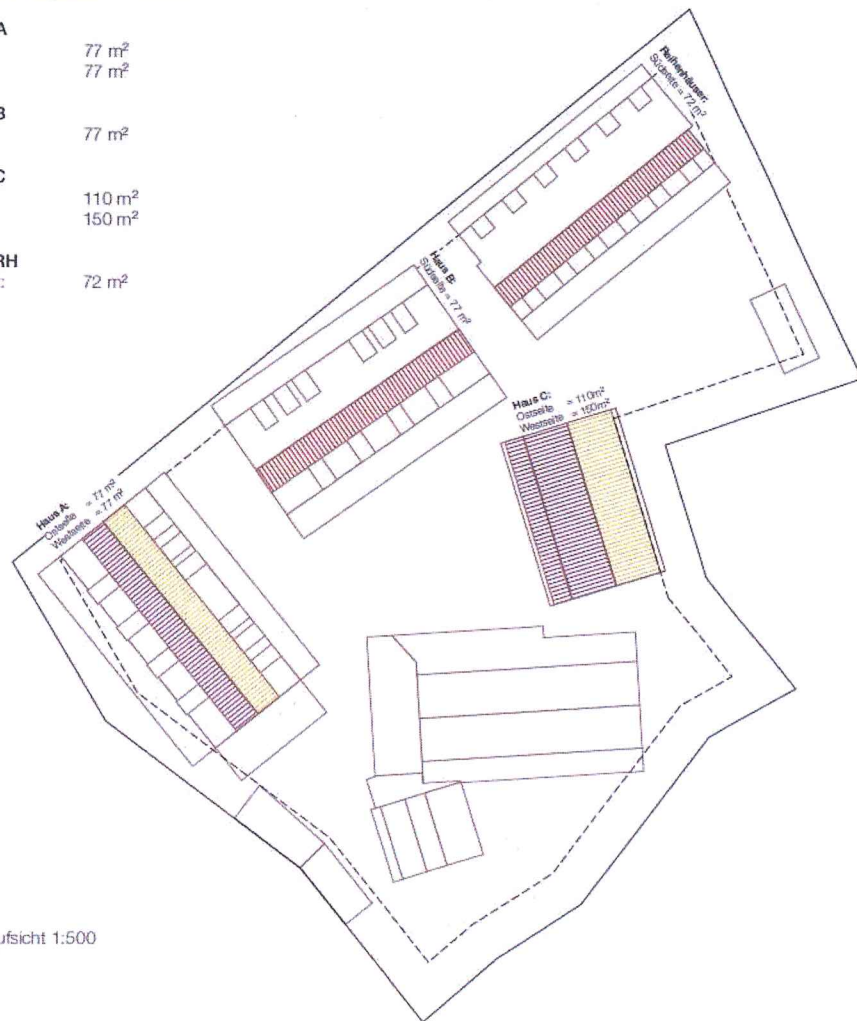 A
77 m²
77 m²
B
77 m²
C
110 m²
150 m²
RH
:
72 m²
Reihenhäuser:
Südseite = 72 m²
Haus B:
Südseite = 77 m²
Haus C:
Ostseite = 110m²
Westseite = 150m²
Haus A:
Ostseite = 77 m²
Westseite = 77 m²
ufsicht 1:500